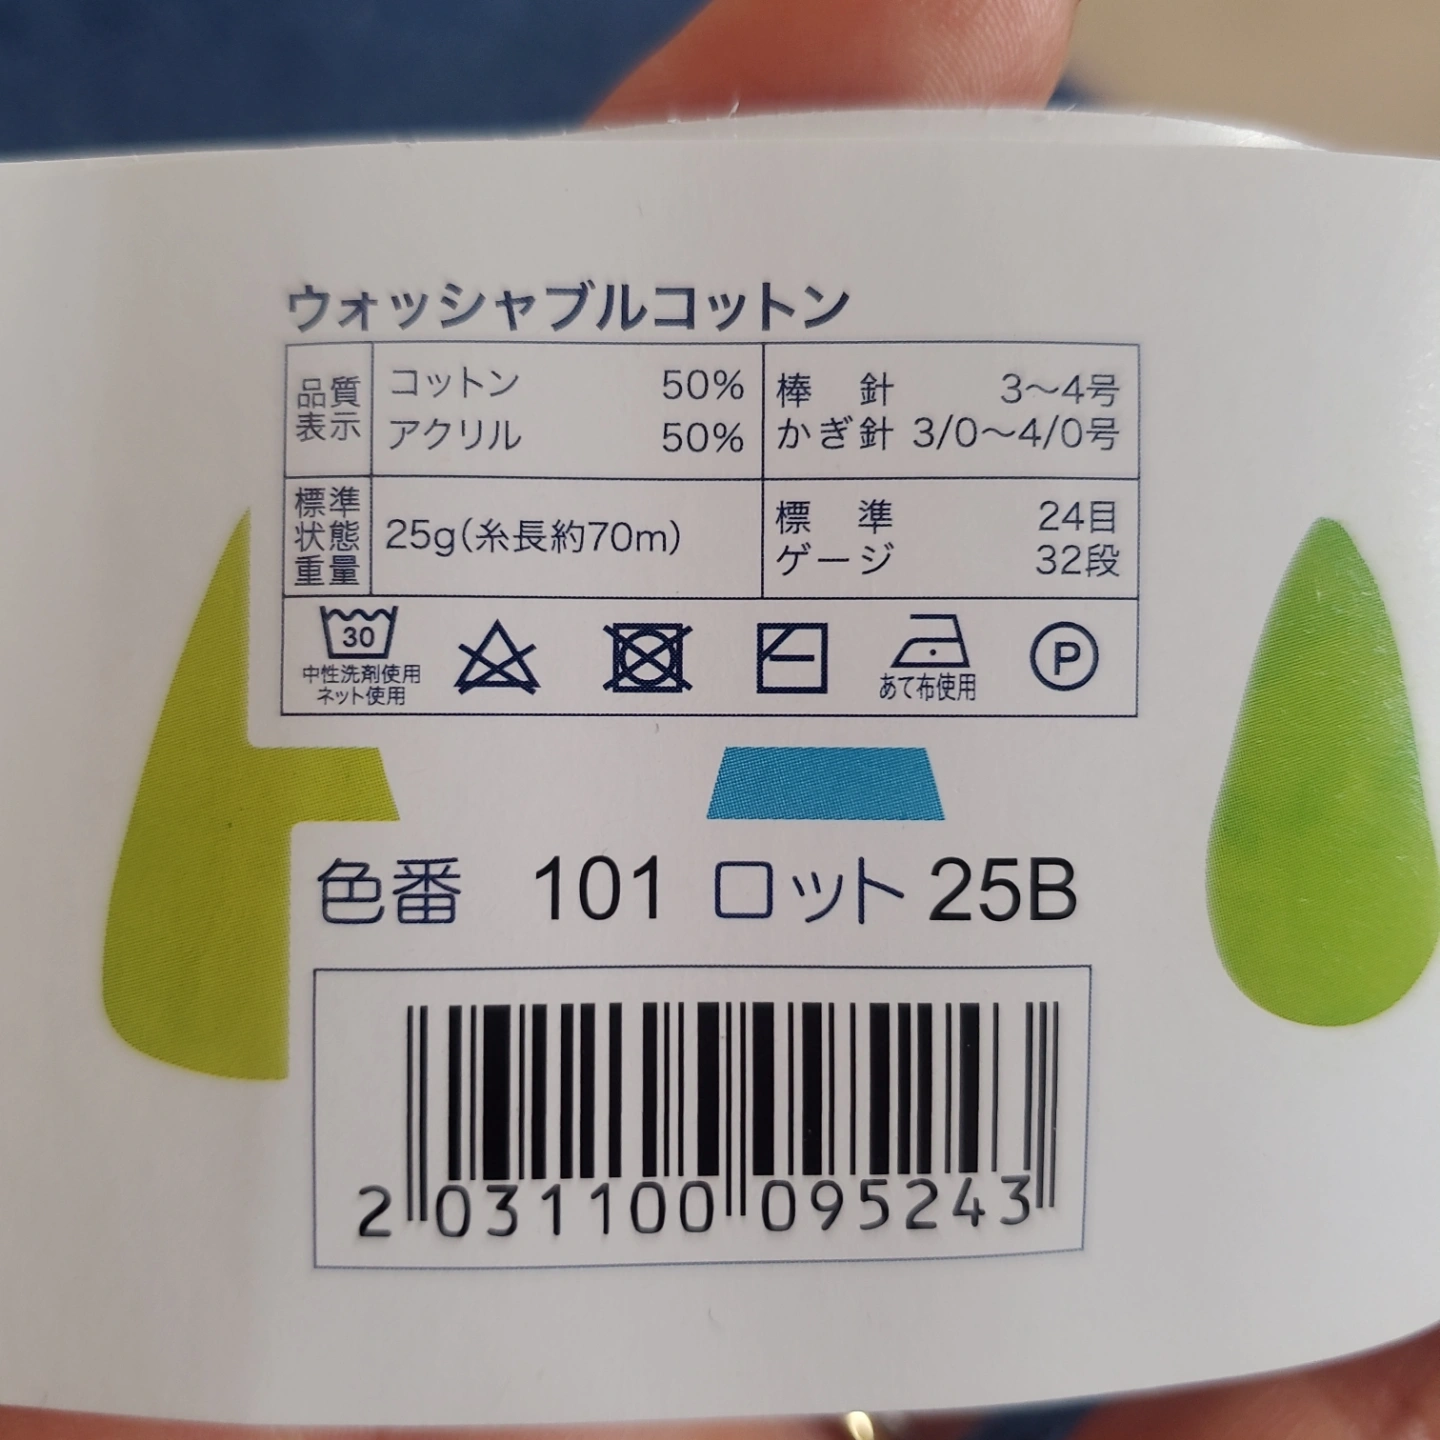 ウォッシャブルコットン
品質
表示
コットン 50%
アクリル 50%
棒 針 3〜4号
かぎ針 3/0〜4/0号
標準
状態
重量
25g(糸長約70m)
標 準 24目
ゲージ 32段
30
中性洗剤使用
ネット使用
あて布使用
P
色番 101 ロット 25B
2 031100 095243